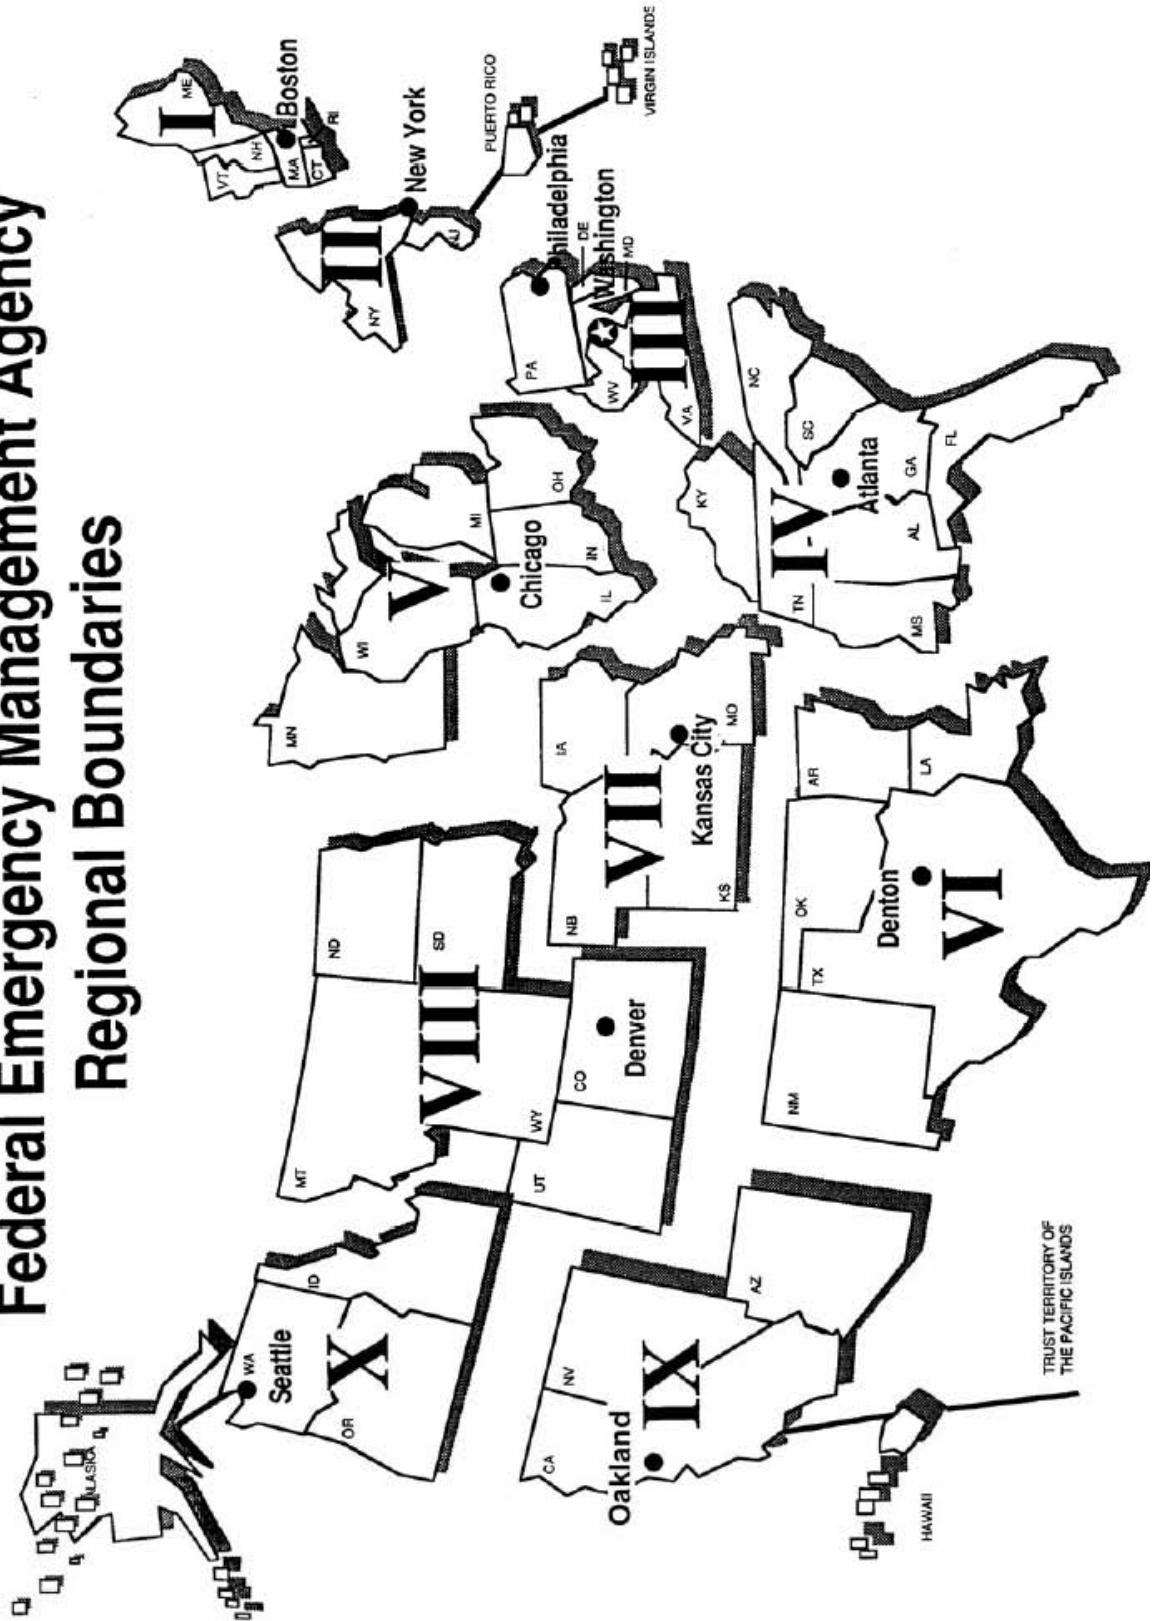 Federal Emergency Management Agency
Regional Boundaries
I
ME
VT
NH
MA
CT
RI
Boston
II
NY
NJ
New York
PUERTO RICO
VIRGIN ISLANDS
III
PA
WV
VA
DE
MD
Philadelphia
Washington
IV
KY
TN
NC
SC
GA
AL
MS
FL
Atlanta
V
MN
WI
MI
IL
IN
OH
Chicago
VI
NM
TX
OK
AR
LA
Denton
VII
NB
IA
KS
MO
Kansas City
VIII
MT
ND
SD
WY
UT
CO
Denver
IX
CA
NV
AZ
Oakland
HAWAII
TRUST TERRITORY OF
THE PACIFIC ISLANDS
X
WA
OR
ID
Seattle
ALASKA